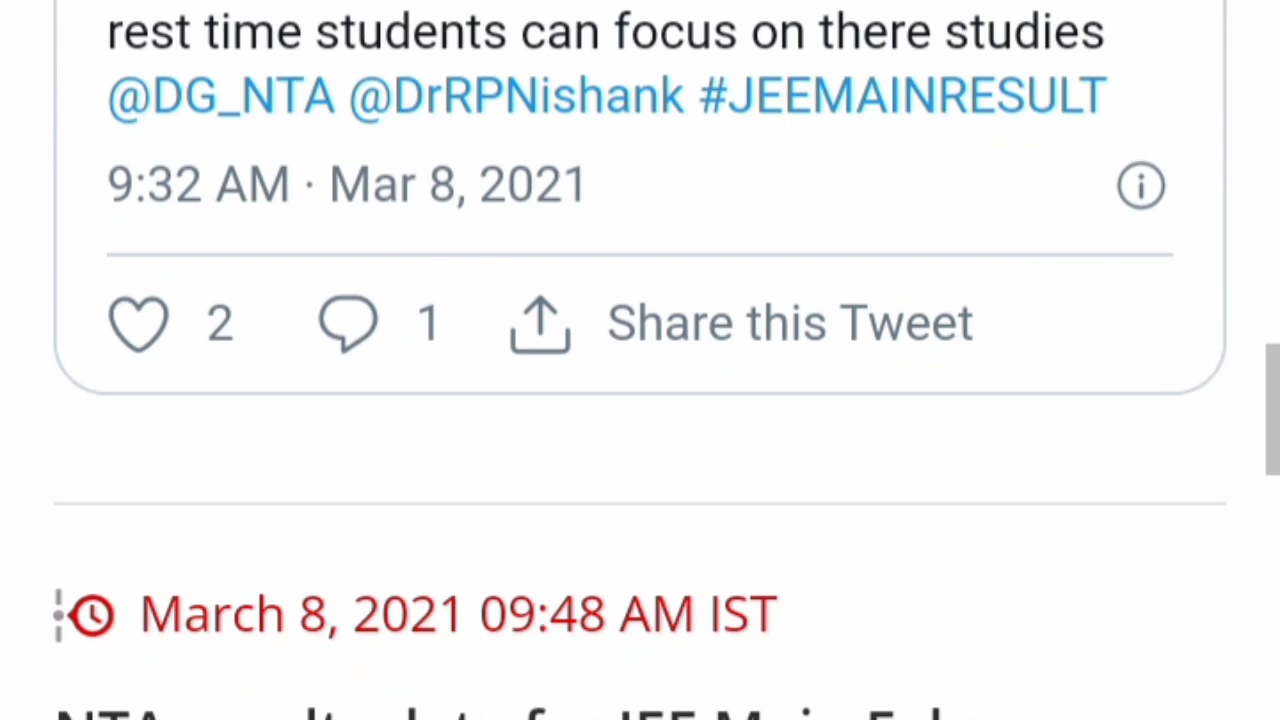 rest time students can focus on there studies
@DG_NTA @DrRPNishank #JEEMAINRESULT
9:32 AM · Mar 8, 2021
2 1 Share this Tweet
March 8, 2021 09:48 AM IST